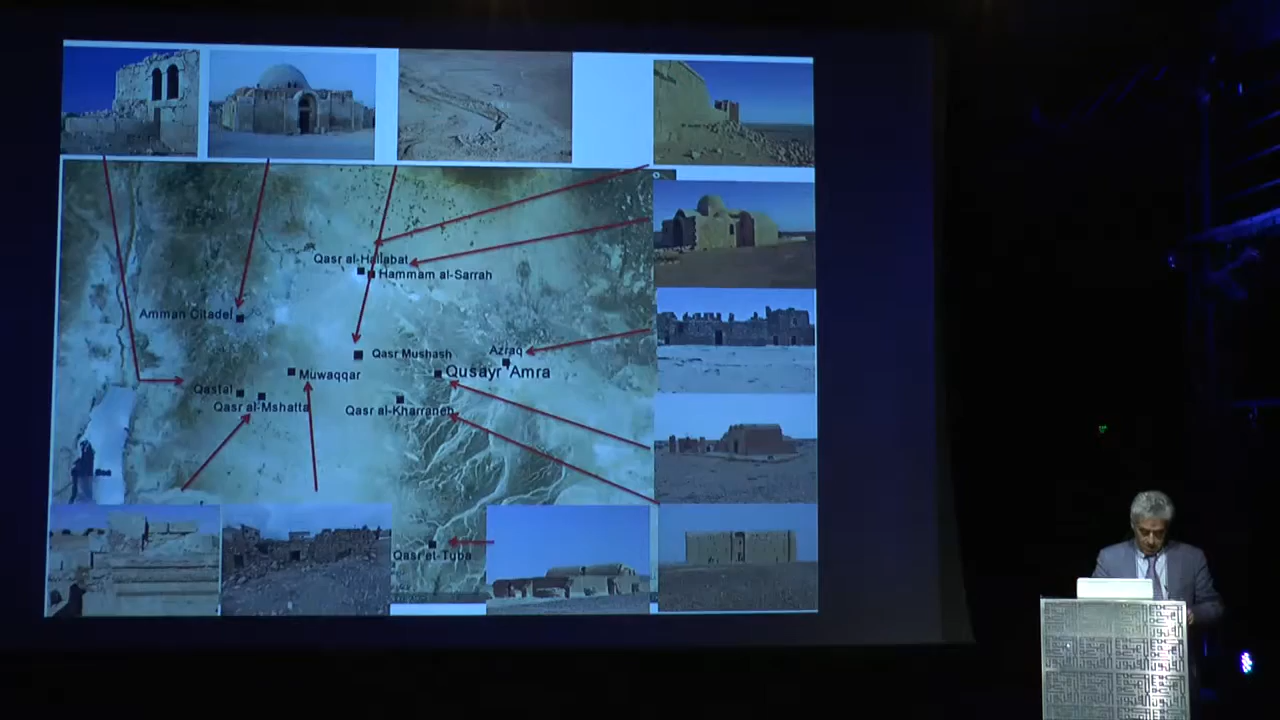 Qasr al-Hallabat
Hammam al-Sarrah
Amman Citadel
Qasr Mushash
Azraq
Muwaqqar
Qusayr Amra
Qastal
Qasr al-Mshatta
Qasr al-Kharraneh
Qasr et-Tuba